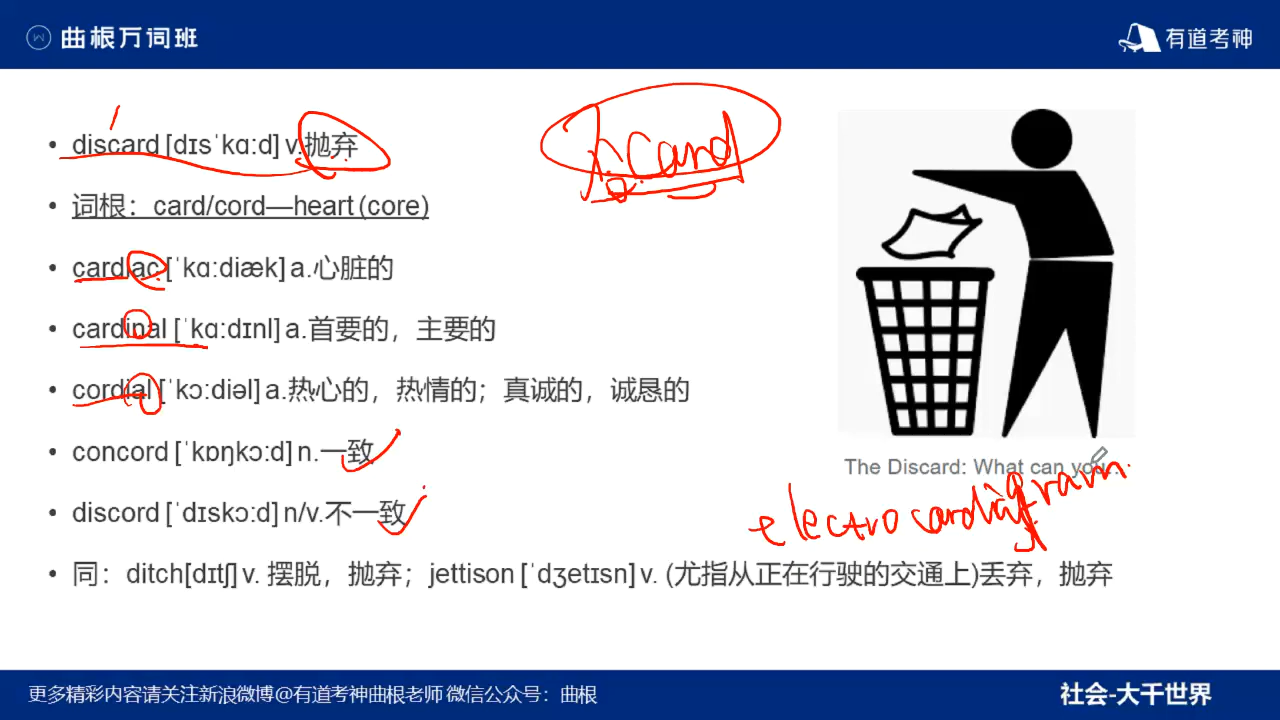 曲根万词班
有道考神
• discard [dɪsˈkɑːd] v.抛弃
不card
• 词根：card/cord—heart (core)
• cardiac [ˈkɑːdiæk] a.心脏的
• cardinal [ˈkɑːdɪnl] a.首要的，主要的
• cordial [ˈkɔːdiəl] a.热心的，热情的；真诚的，诚恳的
• concord [ˈkɒŋkɔːd] n.一致
The Discard: What can you...
electrocardiogram
• discord [ˈdɪskɔːd] n/v.不一致
• 同：ditch[dɪtʃ] v. 摆脱，抛弃；jettison [ˈdʒetɪsn] v. (尤指从正在行驶的交通上)丢弃，抛弃
更多精彩内容请关注新浪微博@有道考神曲根老师 微信公众号：曲根
社会-大千世界